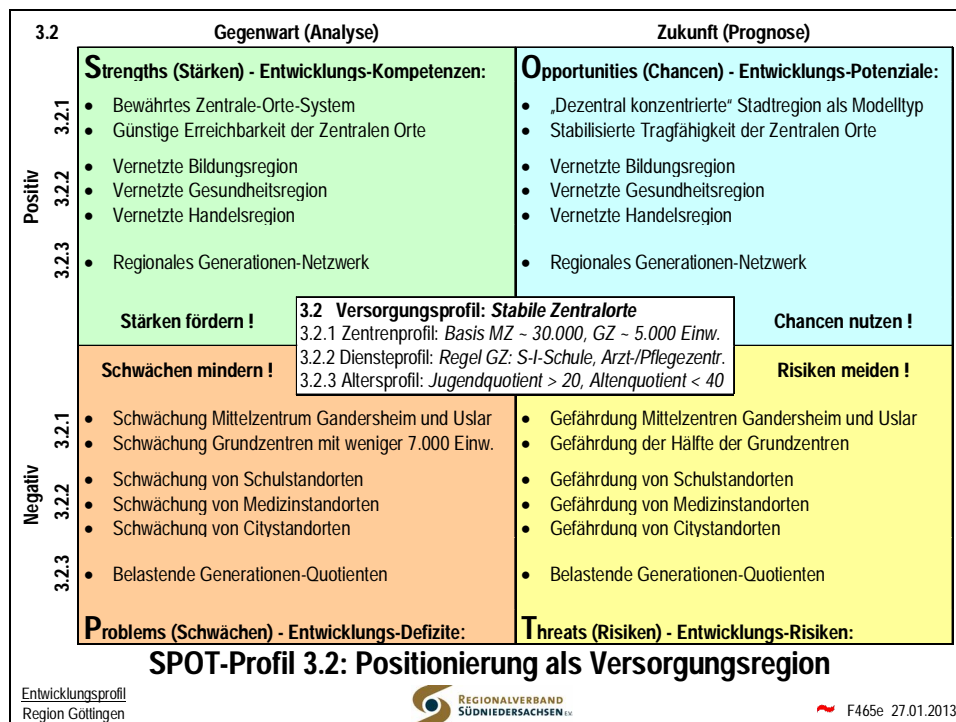 3.2 Gegenwart (Analyse) Zukunft (Prognose)
Strengths (Stärken) - Entwicklungs-Kompetenzen:
• Bewährtes Zentrale-Orte-System
• Günstige Erreichbarkeit der Zentralen Orte
• Vernetzte Bildungsregion
• Vernetzte Gesundheitsregion
• Vernetzte Handelsregion
• Regionales Generationen-Netzwerk
Stärken fördern !
Opportunities (Chancen) - Entwicklungs-Potenziale:
• „Dezentral konzentrierte“ Stadtregion als Modelltyp
• Stabilisierte Tragfähigkeit der Zentralen Orte
• Vernetzte Bildungsregion
• Vernetzte Gesundheitsregion
• Vernetzte Handelsregion
• Regionales Generationen-Netzwerk
Chancen nutzen !
Positiv
3.2.1
3.2.2
3.2.3
3.2 Versorgungsprofil: Stabile Zentralorte
3.2.1 Zentrenprofil: Basis MZ ~ 30.000, GZ ~ 5.000 Einw.
3.2.2 Diensteprofil: Regel GZ: S-I-Schule, Arzt-/Pflegezentr.
3.2.3 Altersprofil: Jugendquotient > 20, Altenquotient < 40
Schwächen mindern !
• Schwächung Mittelzentrum Gandersheim und Uslar
• Schwächung Grundzentren mit weniger 7.000 Einw.
• Schwächung von Schulstandorten
• Schwächung von Medizinstandorten
• Schwächung von Citystandorten
• Belastende Generationen-Quotienten
Problems (Schwächen) - Entwicklungs-Defizite:
Risiken meiden !
• Gefährdung Mittelzentren Gandersheim und Uslar
• Gefährdung der Hälfte der Grundzentren
• Gefährdung von Schulstandorten
• Gefährdung von Medizinstandorten
• Gefährdung von Citystandorten
• Belastende Generationen-Quotienten
Threats (Risiken) - Entwicklungs-Risiken:
Negativ
3.2.1
3.2.2
3.2.3
SPOT-Profil 3.2: Positionierung als Versorgungsregion
Entwicklungsprofil
Region Göttingen
REGIONALVERBAND
SÜDNIEDERSACHSEN E.V.
F465e 27.01.2013